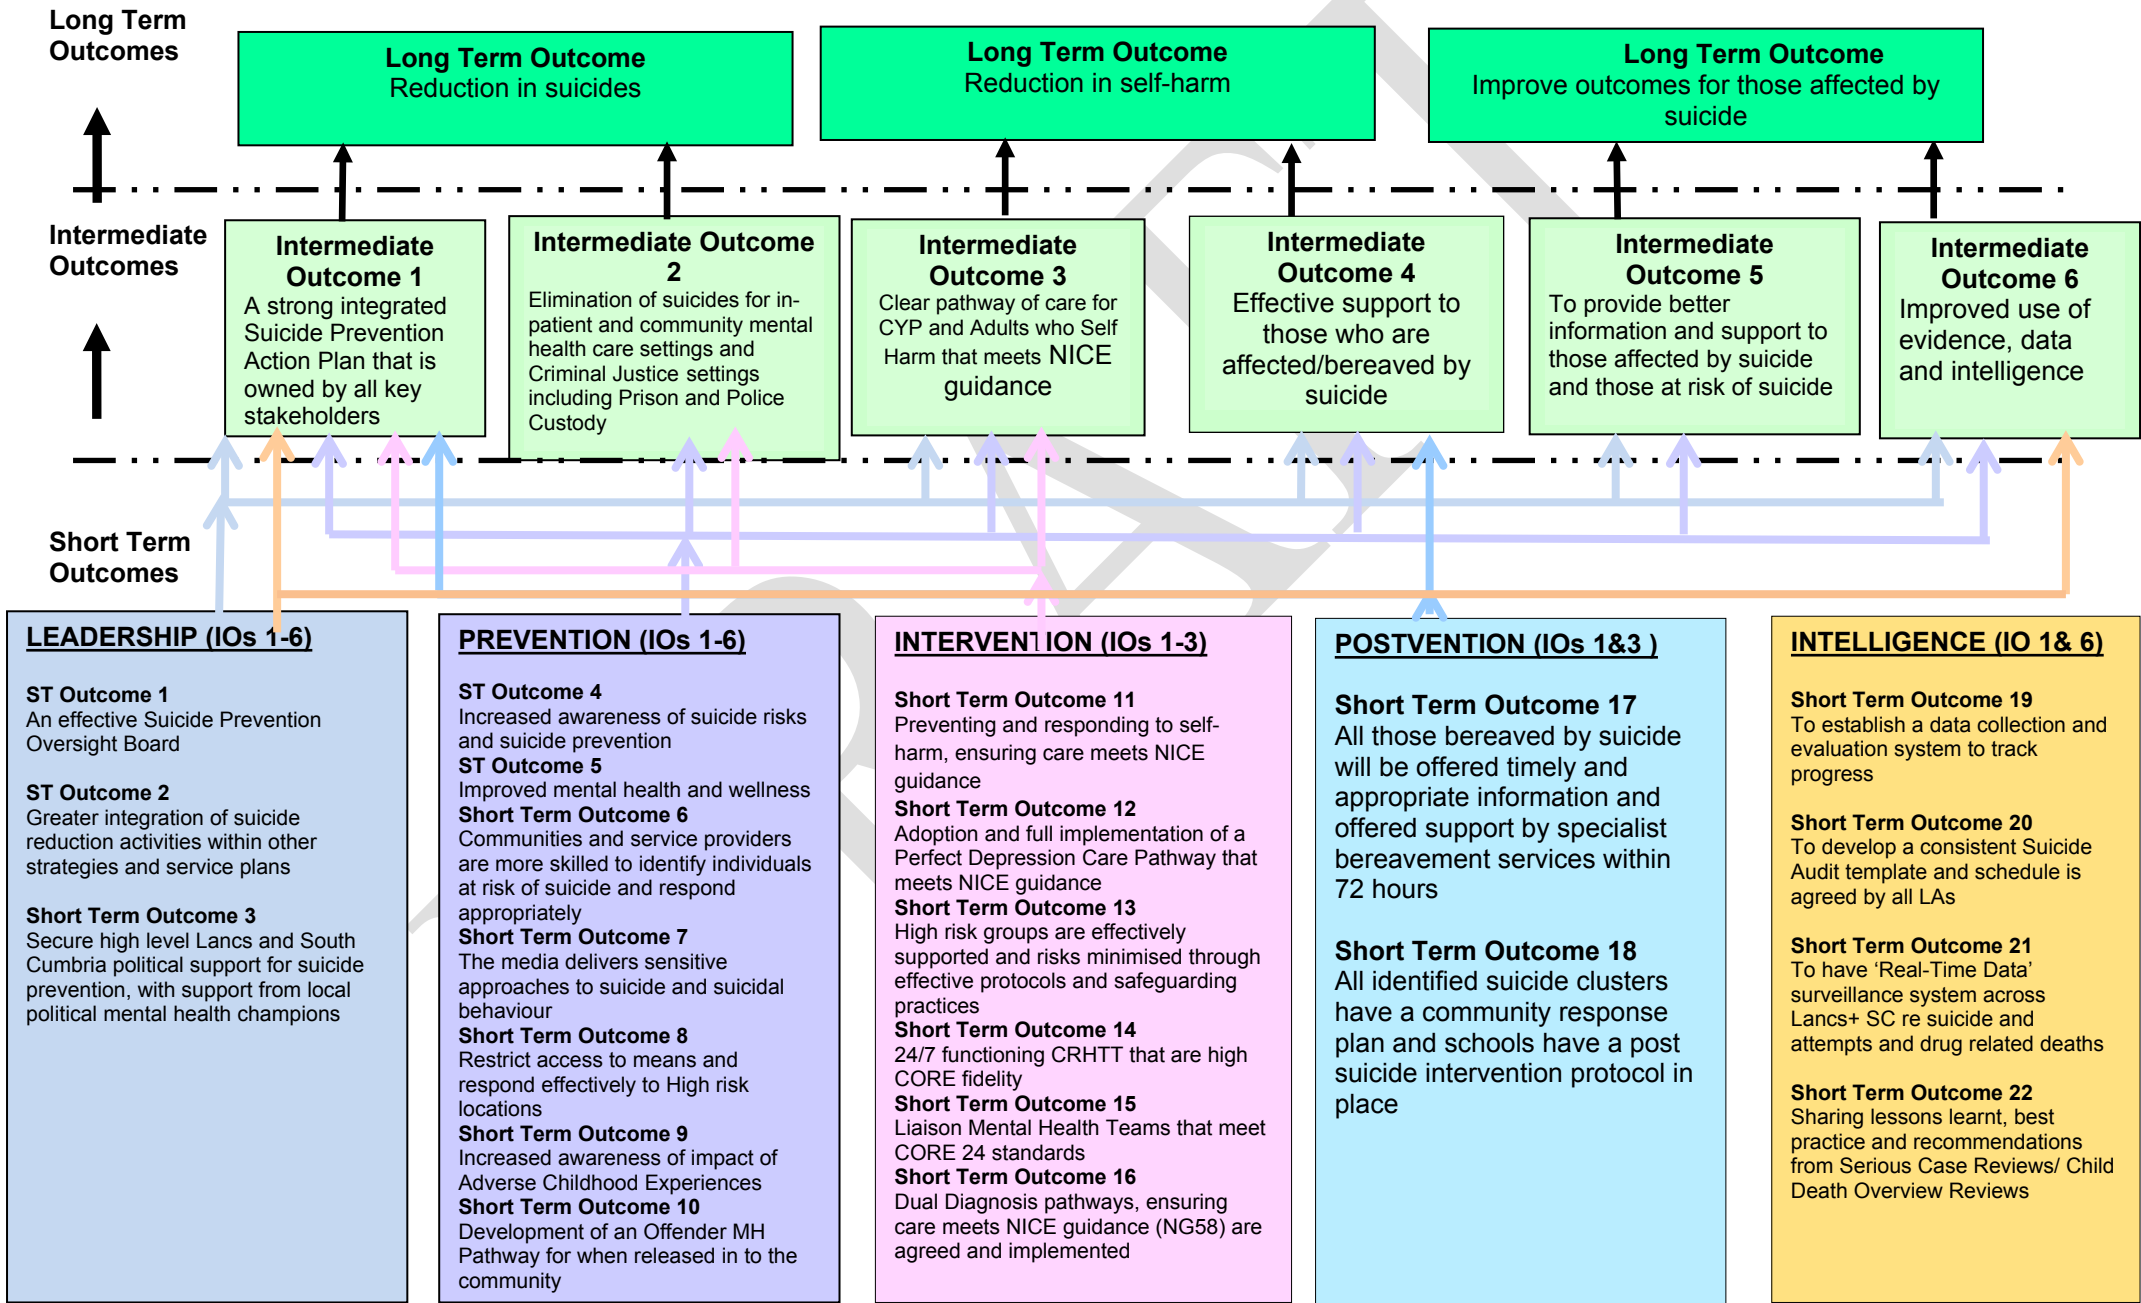 Long Term
Outcomes
Long Term Outcome
Reduction in suicides
Long Term Outcome
Reduction in self-harm
Long Term Outcome
Improve outcomes for those affected by
suicide
Intermediate
Outcomes
Intermediate
Outcome 1
A strong integrated
Suicide Prevention
Action Plan that is
owned by all key
stakeholders
Intermediate Outcome
2
Elimination of suicides for in-
patient and community mental
health care settings and
Criminal Justice settings
including Prison and Police
Custody
Intermediate
Outcome 3
Clear pathway of care for
CYP and Adults who Self
Harm that meets NICE
guidance
Intermediate
Outcome 4
Effective support to
those who are
affected/bereaved by
suicide
Intermediate
Outcome 5
To provide better
information and support to
those affected by suicide
and those at risk of suicide
Intermediate
Outcome 6
Improved use of
evidence, data
and intelligence
Short Term
Outcomes
LEADERSHIP (IOs 1-6)
ST Outcome 1
An effective Suicide Prevention
Oversight Board
ST Outcome 2
Greater integration of suicide
reduction activities within other
strategies and service plans
Short Term Outcome 3
Secure high level Lancs and South
Cumbria political support for suicide
prevention, with support from local
political mental health champions
PREVENTION (IOs 1-6)
ST Outcome 4
Increased awareness of suicide risks
and suicide prevention
ST Outcome 5
Improved mental health and wellness
Short Term Outcome 6
Communities and service providers
are more skilled to identify individuals
at risk of suicide and respond
appropriately
Short Term Outcome 7
The media delivers sensitive
approaches to suicide and suicidal
behaviour
Short Term Outcome 8
Restrict access to means and
respond effectively to High risk
locations
Short Term Outcome 9
Increased awareness of impact of
Adverse Childhood Experiences
Short Term Outcome 10
Development of an Offender MH
Pathway for when released in to the
community
INTERVENTION (IOs 1-3)
Short Term Outcome 11
Preventing and responding to self-
harm, ensuring care meets NICE
guidance
Short Term Outcome 12
Adoption and full implementation of a
Perfect Depression Care Pathway that
meets NICE guidance
Short Term Outcome 13
High risk groups are effectively
supported and risks minimised through
effective protocols and safeguarding
practices
Short Term Outcome 14
24/7 functioning CRHTT that are high
CORE fidelity
Short Term Outcome 15
Liaison Mental Health Teams that meet
CORE 24 standards
Short Term Outcome 16
Dual Diagnosis pathways, ensuring
care meets NICE guidance (NG58) are
agreed and implemented
POSTVENTION (IOs 1&3 )
Short Term Outcome 17
All those bereaved by suicide
will be offered timely and
appropriate information and
offered support by specialist
bereavement services within
72 hours
Short Term Outcome 18
All identified suicide clusters
have a community response
plan and schools have a post
suicide intervention protocol in
place
INTELLIGENCE (IO 1& 6)
Short Term Outcome 19
To establish a data collection and
evaluation system to track
progress
Short Term Outcome 20
To develop a consistent Suicide
Audit template and schedule is
agreed by all LAs
Short Term Outcome 21
To have ‘Real-Time Data’
surveillance system across
Lancs+ SC re suicide and
attempts and drug related deaths
Short Term Outcome 22
Sharing lessons learnt, best
practice and recommendations
from Serious Case Reviews/ Child
Death Overview Reviews